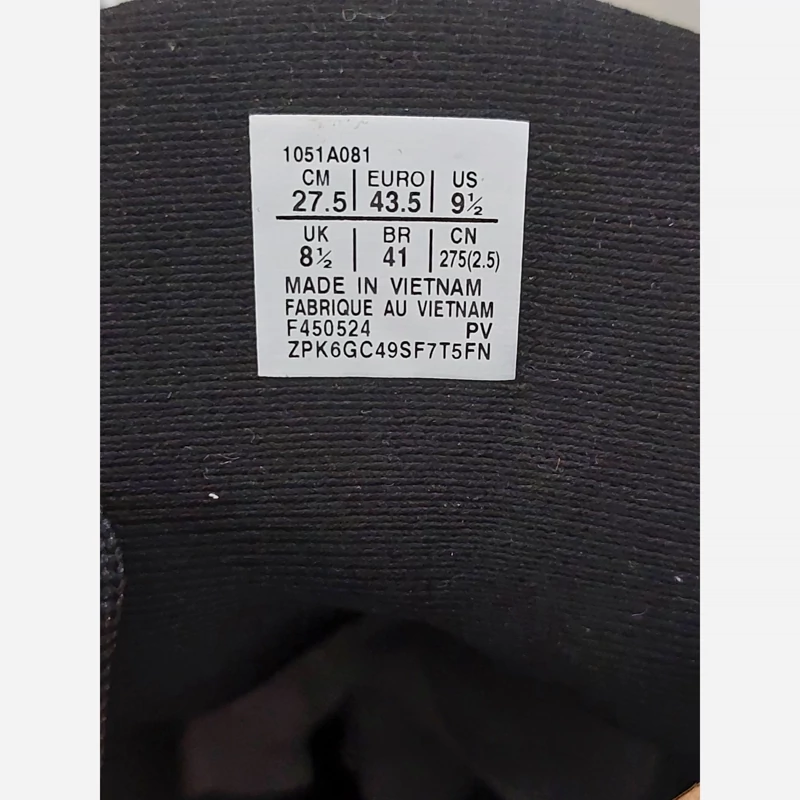 1051A081
CM | EURO | US
27.5 | 43.5 | 9½
UK | BR | CN
8½ | 41 | 275(2.5)
MADE IN VIETNAM
FABRIQUE AU VIETNAM
F450524 PV
ZPK6GC49SF7T5FN